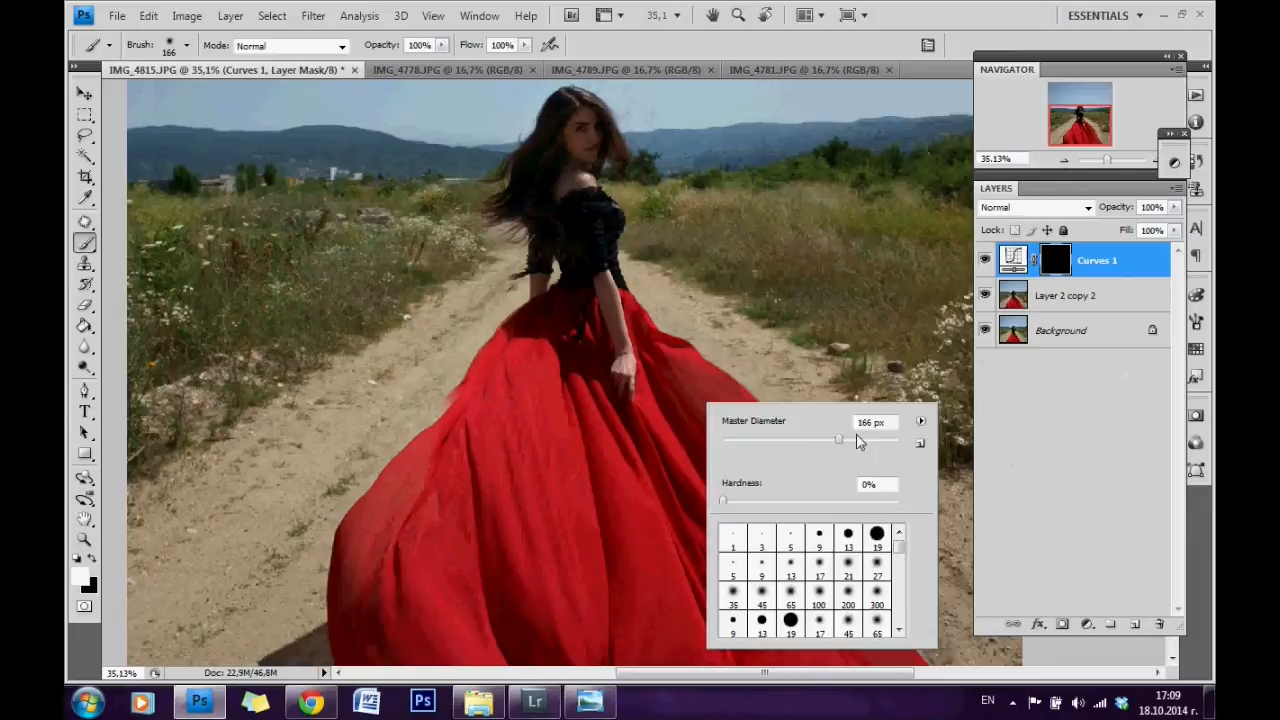 Ps File Edit Image Layer Select Filter Analysis 3D View Window Help Br 35,1 ESSENTIALS
Brush: 166 Mode: Normal Opacity: 100% Flow: 100%
IMG_4815.JPG @ 35,1% (Curves 1, Layer Mask/8) * IMG_4778.JPG @ 16,7% (RGB/8) IMG_4789.JPG @ 16,7% (RGB/8) IMG_4781.JPG @ 16,7% (RGB/8)
NAVIGATOR
35.13%
LAYERS
Normal Opacity: 100%
Lock: Fill: 100%
Curves 1
Layer 2 copy 2
Background
Master Diameter 166 px
Hardness: 0%
1 3 5 9 13 19
5 9 13 17 21 27
35 45 65 100 200 300
9 13 19 17 45 65
35,13% Doc: 22,9M/46,8M
Ps Ps Lr EN 17:09
18.10.2014 г.